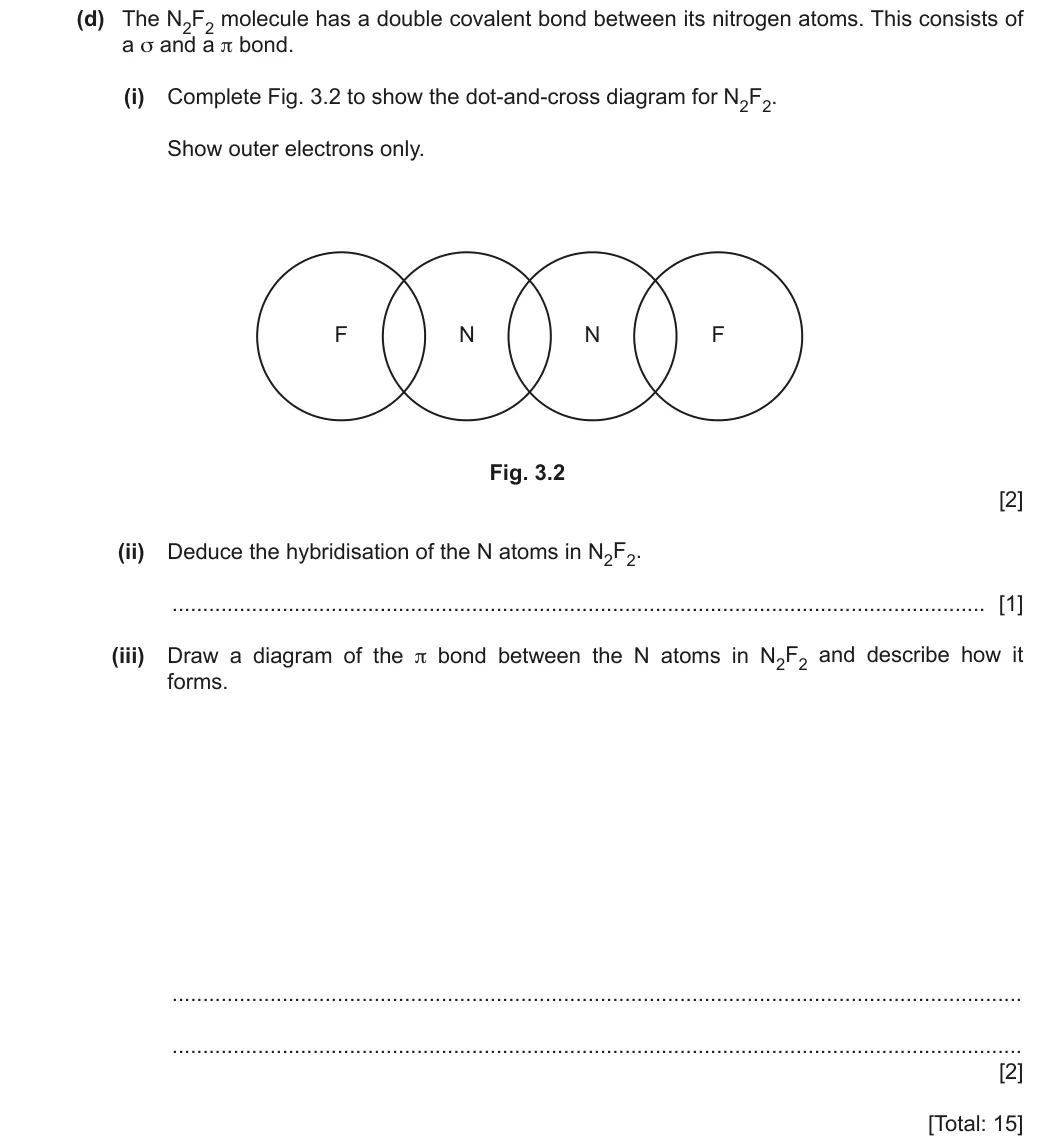 (d) The N₂F₂ molecule has a double covalent bond between its nitrogen atoms. This consists of
a σ and a π bond.
(i) Complete Fig. 3.2 to show the dot-and-cross diagram for N₂F₂.
Show outer electrons only.
F N N F
Fig. 3.2
[2]
(ii) Deduce the hybridisation of the N atoms in N₂F₂.
.......................................................................................................................................... [1]
(iii) Draw a diagram of the π bond between the N atoms in N₂F₂ and describe how it
forms.
..........................................................................................................................................
..........................................................................................................................................
[2]
[Total: 15]